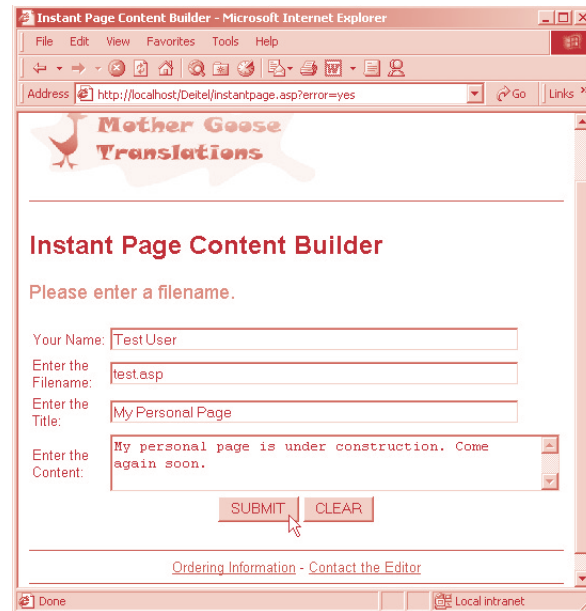 Instant Page Content Builder - Microsoft Internet Explorer
File Edit View Favorites Tools Help
Address http://localhost/Deitel/instantpage.asp?error=yes Go Links »
Mother Goose
Translations
Instant Page Content Builder
Please enter a filename.
Your Name: Test User
Enter the
Filename: test.asp
Enter the
Title: My Personal Page
Enter the
Content: My personal page is under construction. Come
again soon.
SUBMIT CLEAR
Ordering Information - Contact the Editor
Done Local intranet